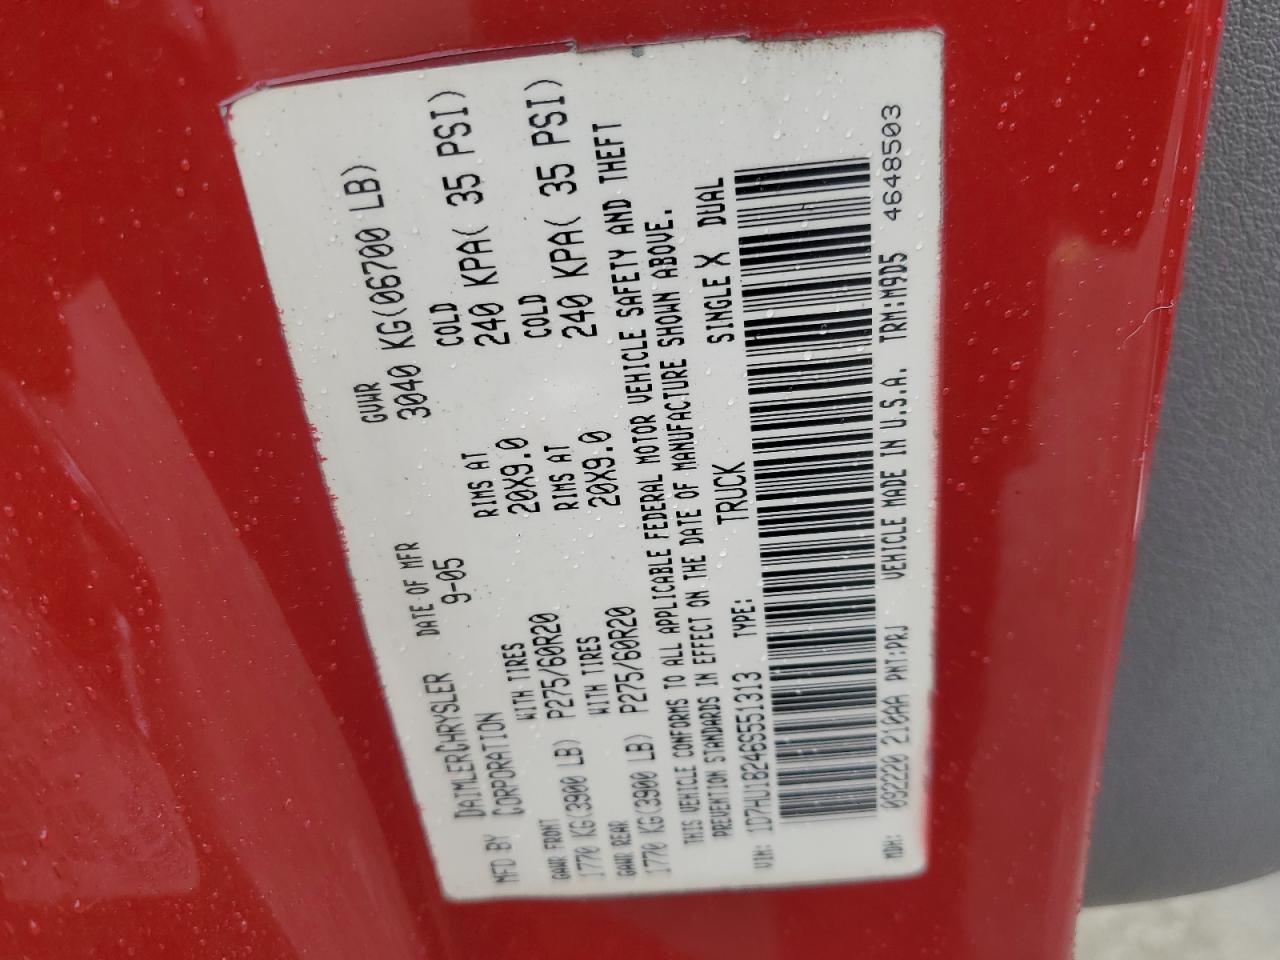 MFD BY DAIMLERCHRYSLER CORPORATION DATE OF MFR 9-05 GVWR 3040 KG(06700 LB)
GAWR FRONT WITH TIRES RIMS AT COLD
1770 KG(3900 LB) P275/60R20 20X9.0 240 KPA( 35 PSI)
GAWR REAR WITH TIRES RIMS AT COLD
1770 KG(3900 LB) P275/60R20 20X9.0 240 KPA( 35 PSI)
THIS VEHICLE CONFORMS TO ALL APPLICABLE FEDERAL MOTOR VEHICLE SAFETY AND THEFT
PREVENTION STANDARDS IN EFFECT ON THE DATE OF MANUFACTURE SHOWN ABOVE.
VIN: 1D7HU18246S551313 TYPE: TRUCK SINGLE X DUAL
MDH: 092220 210AA PNT:PRJ VEHICLE MADE IN U.S.A. TRM:M9D5 4648503